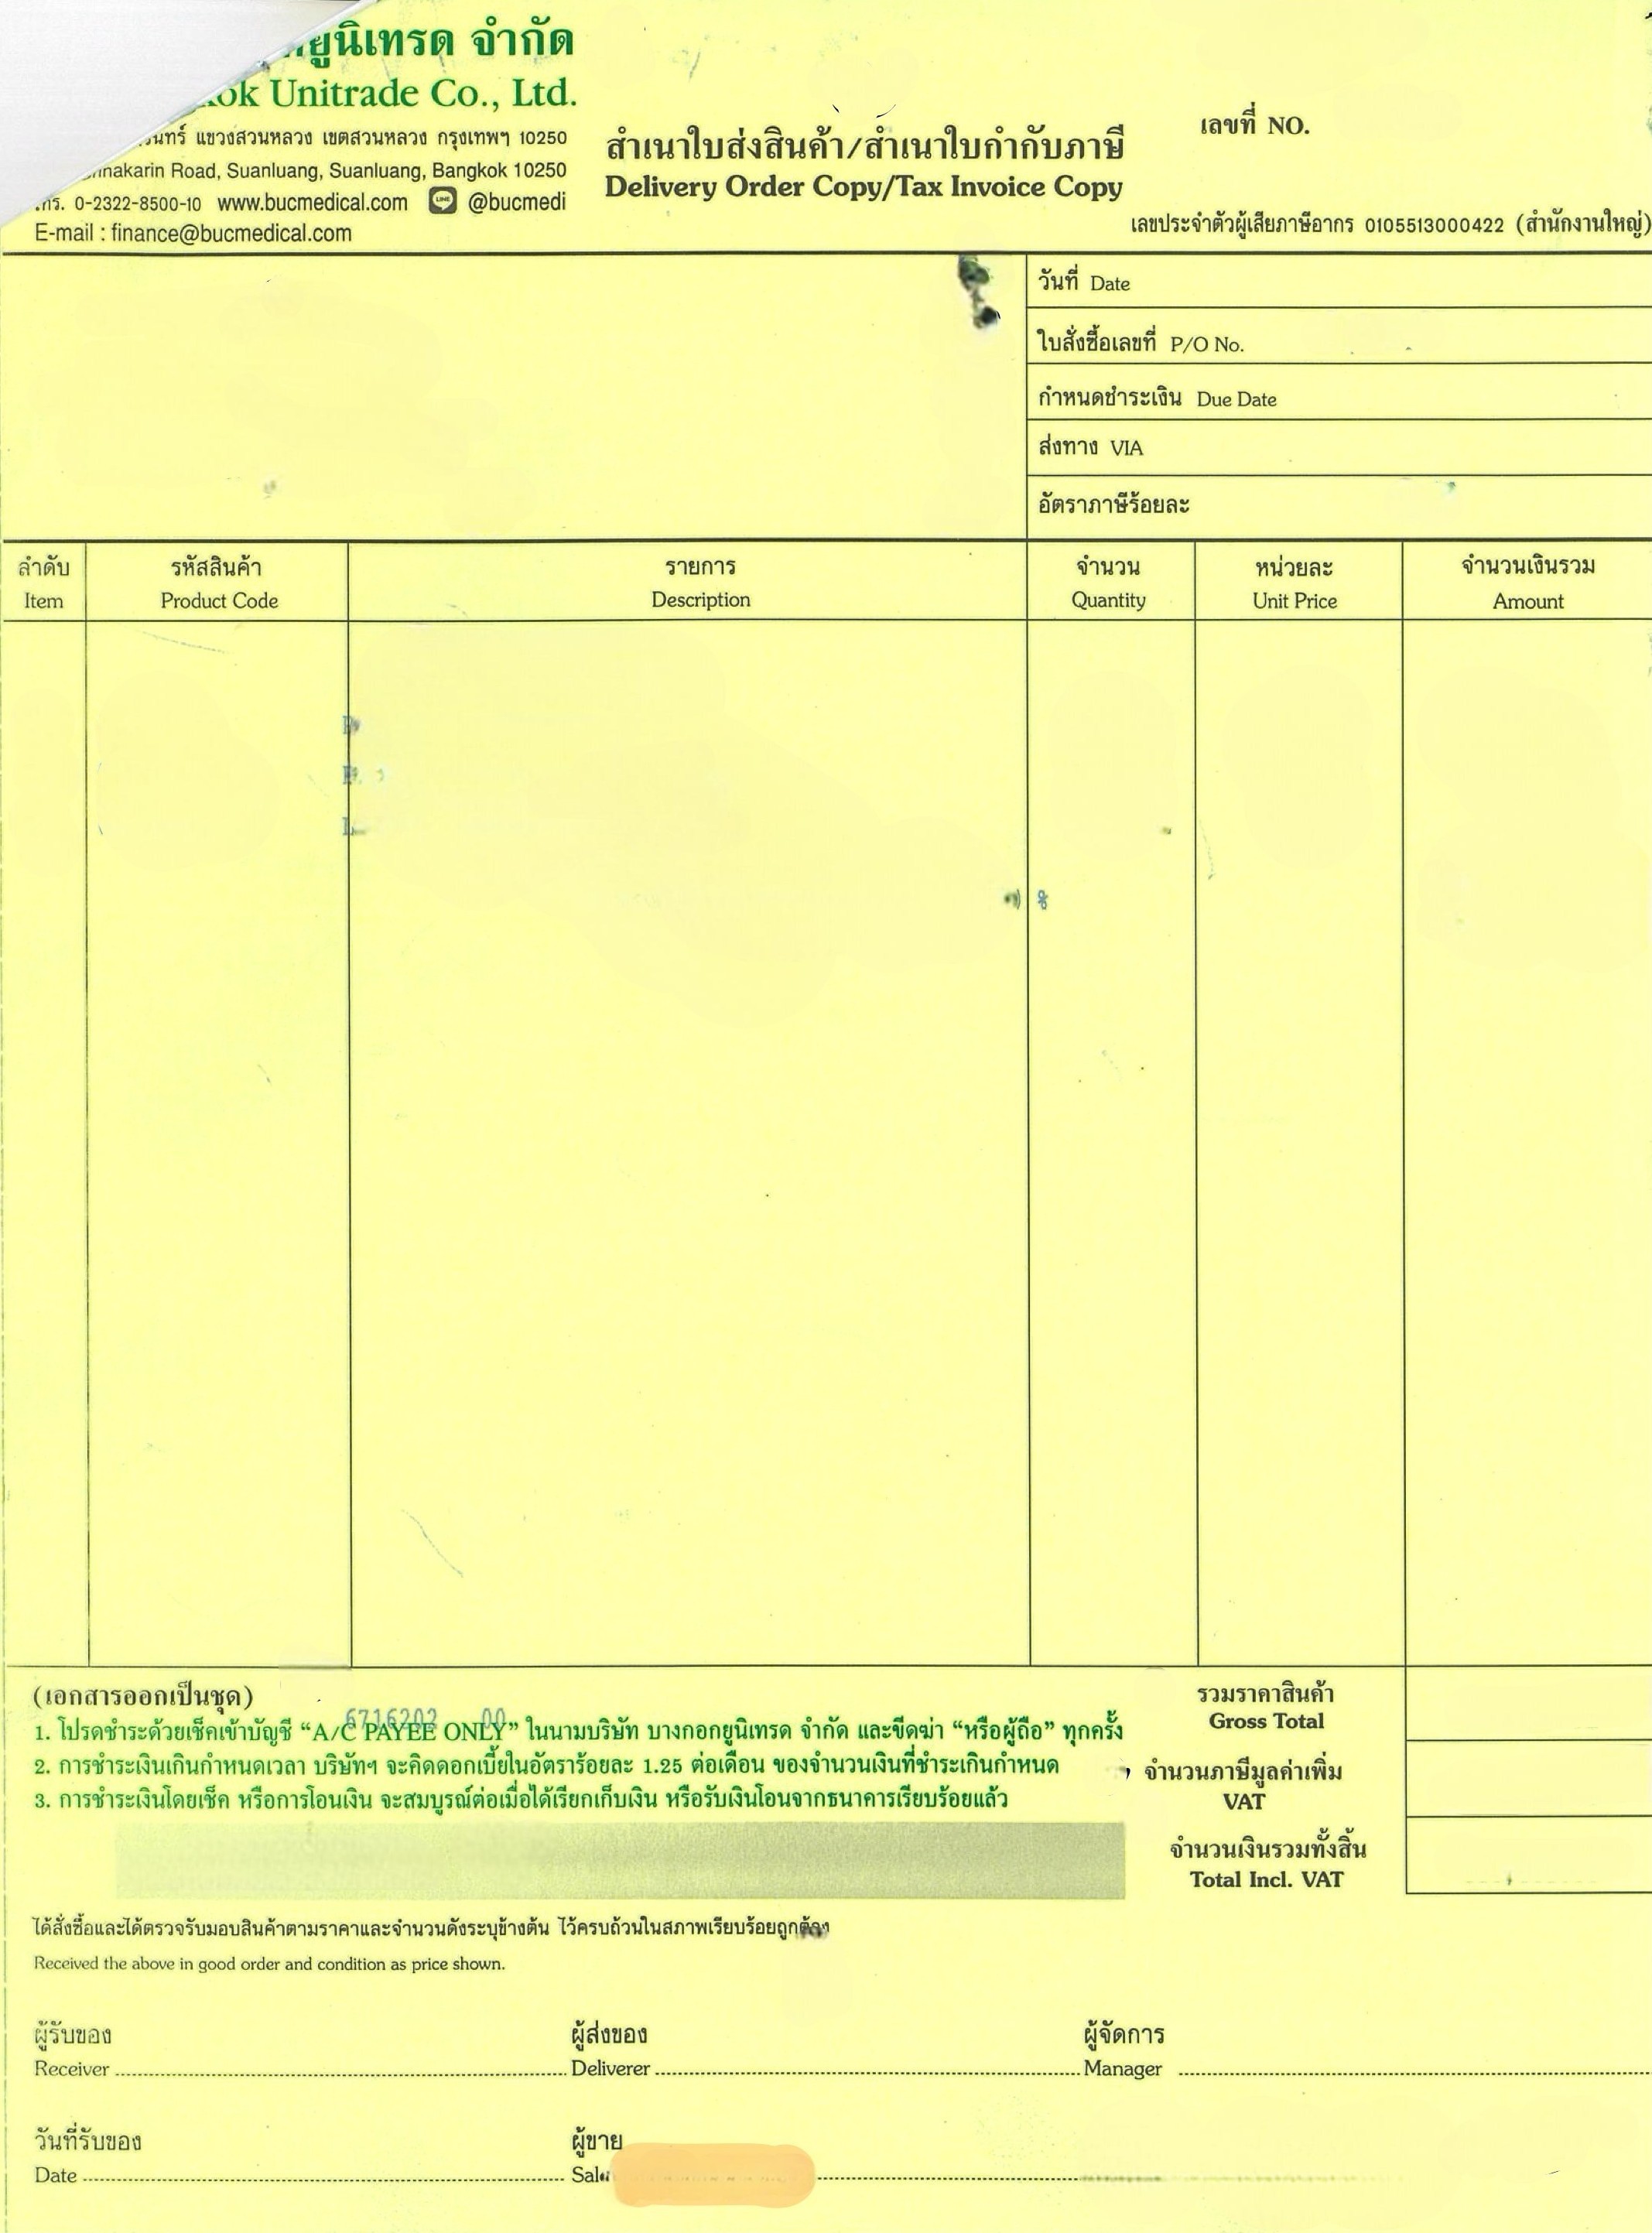 ยูนิเทรด จำกัด
Unitrade Co., Ltd.
แขวงสวนหลวง เขตสวนหลวง กรุงเทพฯ 10250
Road, Suanluang, Suanluang, Bangkok 10250
0-2322-8500-10 www.bucmedical.com LINE @bucmedi
E-mail : finance@bucmedical.com
สำเนาใบส่งสินค้า/สำเนาใบกำกับภาษี
Delivery Order Copy/Tax Invoice Copy
เลขที่ NO.
เลขประจำตัวผู้เสียภาษีอากร 0105513000422 (สำนักงานใหญ่)
วันที่ Date
ใบสั่งซื้อเลขที่ P/O No.
กำหนดชำระเงิน Due Date
ส่งทาง VIA
อัตราภาษีร้อยละ
ลำดับ รหัสสินค้า รายการ จำนวน หน่วยละ จำนวนเงินรวม
Item Product Code Description Quantity Unit Price Amount
%
(เอกสารออกเป็นชุด)
6716202 00
1. โปรดชำระด้วยเช็คเข้าบัญชี “A/C PAYEE ONLY” ในนามบริษัท บางกอกยูนิเทรด จำกัด และขีดฆ่า “หรือผู้ถือ” ทุกครั้ง
2. การชำระเงินเกินกำหนดเวลา บริษัทฯ จะคิดดอกเบี้ยในอัตราร้อยละ 1.25 ต่อเดือน ของจำนวนเงินที่ชำระเกินกำหนด
3. การชำระเงินโดยเช็ค หรือการโอนเงิน จะสมบูรณ์ต่อเมื่อได้เรียกเก็บเงิน หรือรับเงินโอนจากธนาคารเรียบร้อยแล้ว
รวมราคาสินค้า
Gross Total
จำนวนภาษีมูลค่าเพิ่ม
VAT
จำนวนเงินรวมทั้งสิ้น
Total Incl. VAT
ได้สั่งซื้อและได้ตรวจรับมอบสินค้าตามราคาและจำนวนดังระบุข้างต้น ไว้ครบถ้วนในสภาพเรียบร้อยถูกต้อง
Received the above in good order and condition as price shown.
ผู้รับของ ผู้ส่งของ ผู้จัดการ
Receiver Deliverer Manager
วันที่รับของ ผู้ขาย
Date